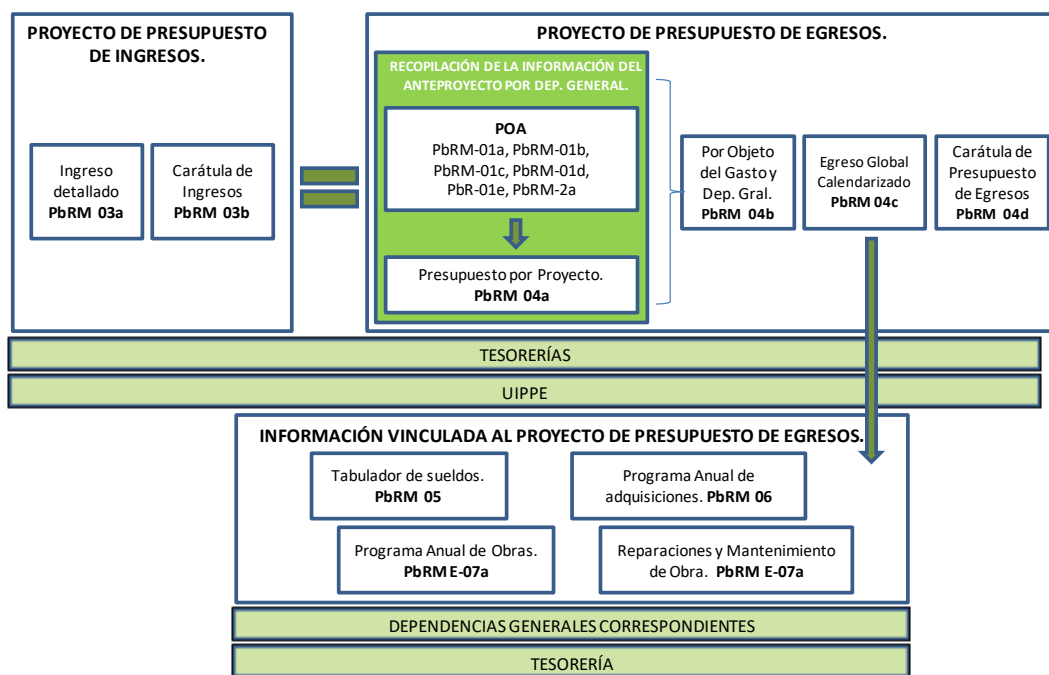 PROYECTO DE PRESUPUESTO
DE INGRESOS.
Ingreso
detallado
PbRM 03a
Carátula de
Ingresos
PbRM 03b
PROYECTO DE PRESUPUESTO DE EGRESOS.
RECOPILACIÓN DE LA INFORMACIÓN DEL
ANTEPROYECTO POR DEP. GENERAL.
POA
PbRM-01a, PbRM-01b,
PbRM-01c, PbRM-01d,
PbR-01e, PbRM-2a
Presupuesto por Proyecto.
PbRM 04a
Por Objeto
del Gasto y
Dep. Gral.
PbRM 04b
Egreso Global
Calendarizado
PbRM 04c
Carátula de
Presupuesto
de Egresos
PbRM 04d
TESORERÍAS
UIPPE
INFORMACIÓN VINCULADA AL PROYECTO DE PRESUPUESTO DE EGRESOS.
Tabulador de sueldos.
PbRM 05
Programa Anual de
adquisiciones. PbRM 06
Programa Anual de Obras.
PbRM E-07a
Reparaciones y Mantenimiento
de Obra. PbRM E-07a
DEPENDENCIAS GENERALES CORRESPONDIENTES
TESORERÍA